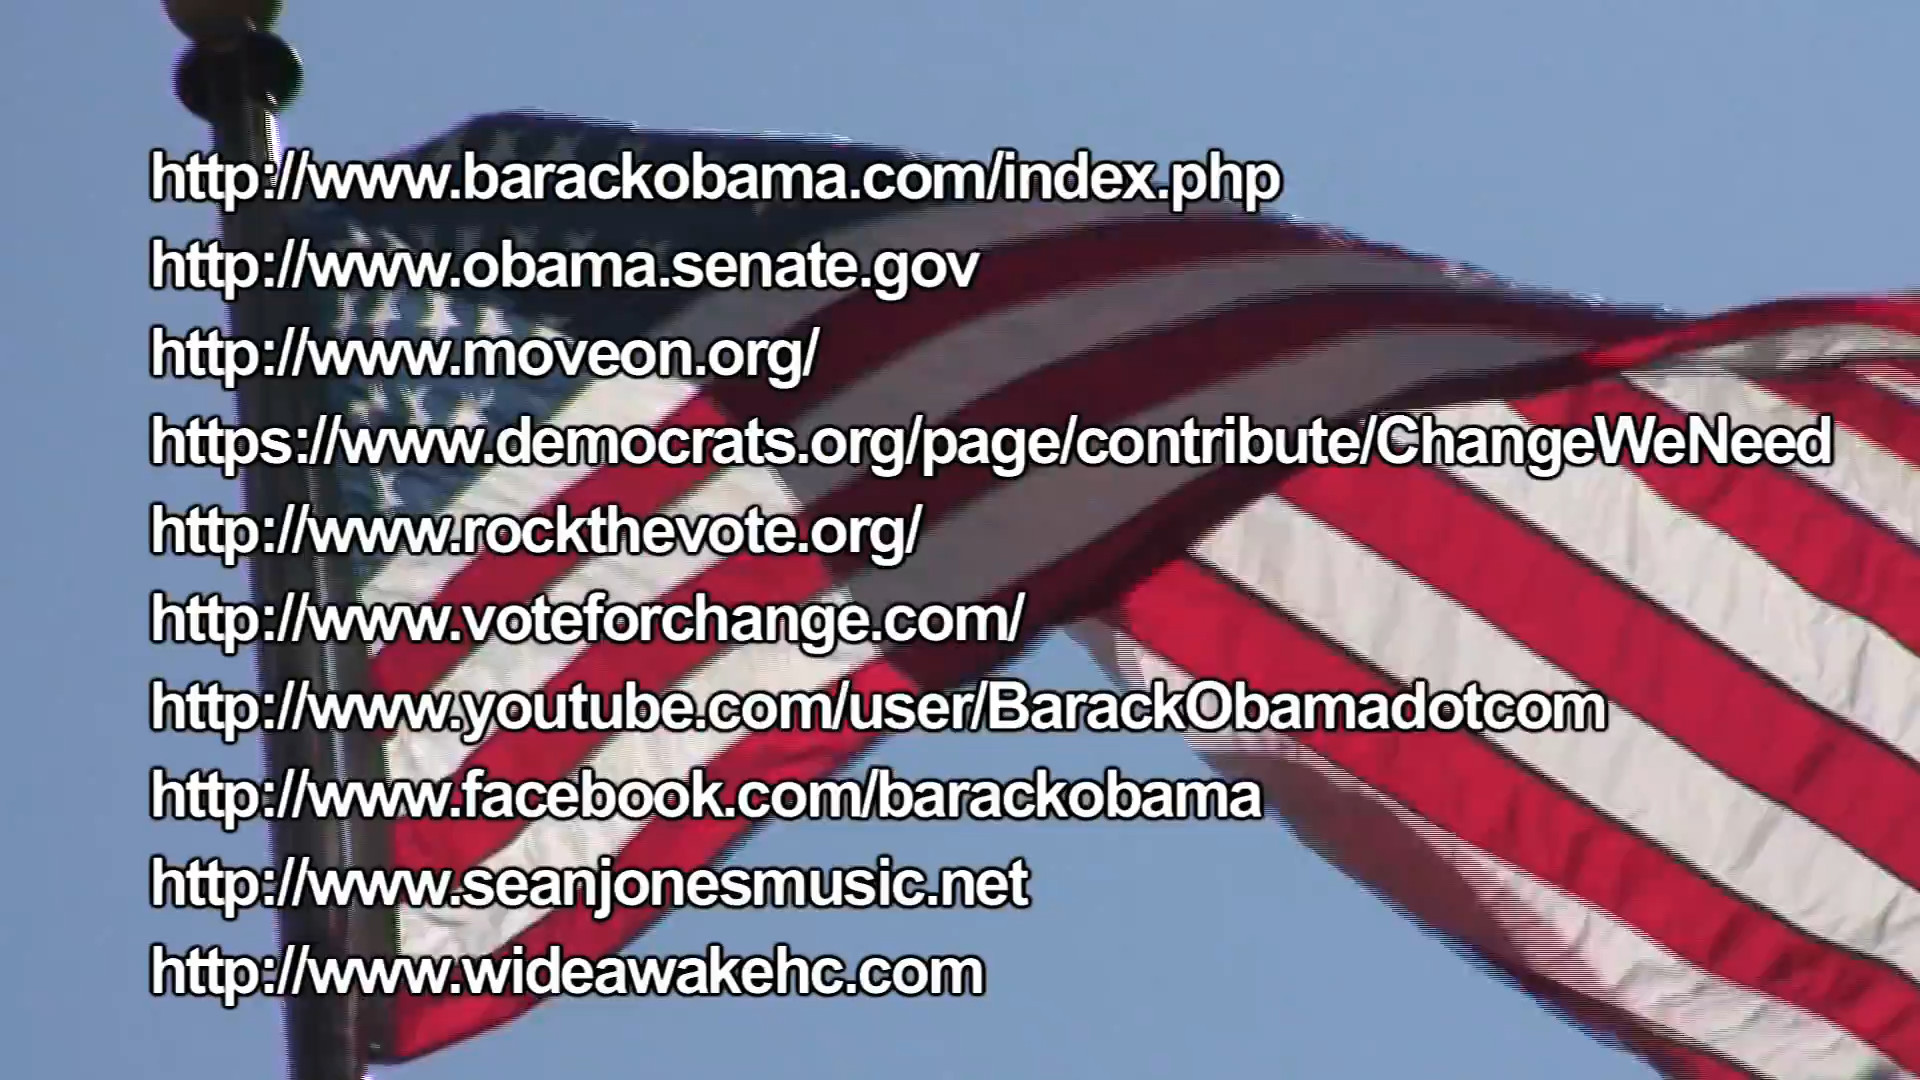 http://www.barackobama.com/index.php
http://www.obama.senate.gov
http://www.moveon.org/
https://www.democrats.org/page/contribute/ChangeWeNeed
http://www.rockthevote.org/
http://www.voteforchange.com/
http://www.youtube.com/user/BarackObamadotcom
http://www.facebook.com/barackobama
http://www.seanjonesmusic.net
http://www.wideawakehc.com